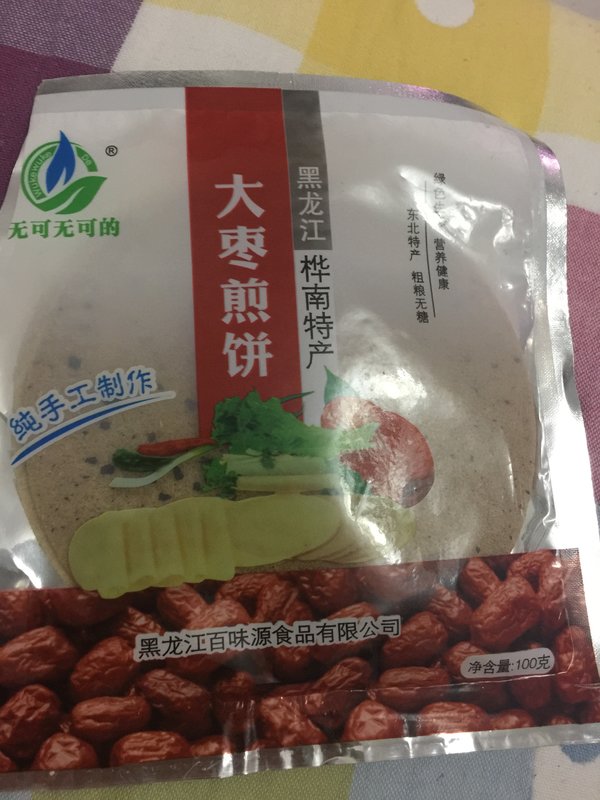 ®
无可无可的
大枣煎饼
黑龙江
桦南特产
营养健康
东北特产 粗粮无糖
純手工制作
黑龙江百味源食品有限公司
净含量:100克